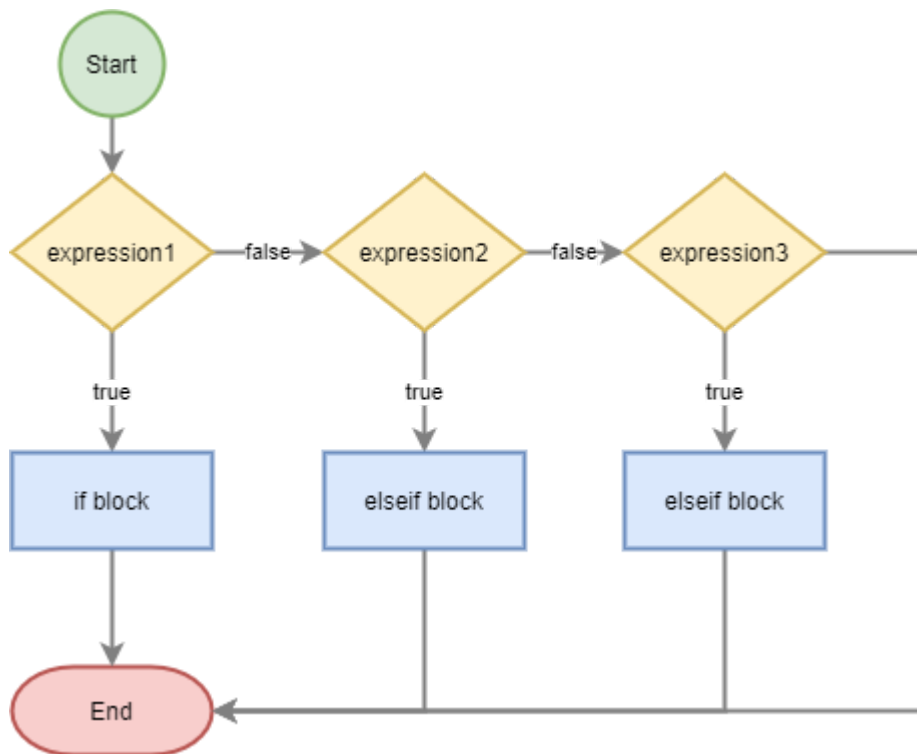 Start
expression1
false
expression2
false
expression3
true
true
true
if block
elseif block
elseif block
End